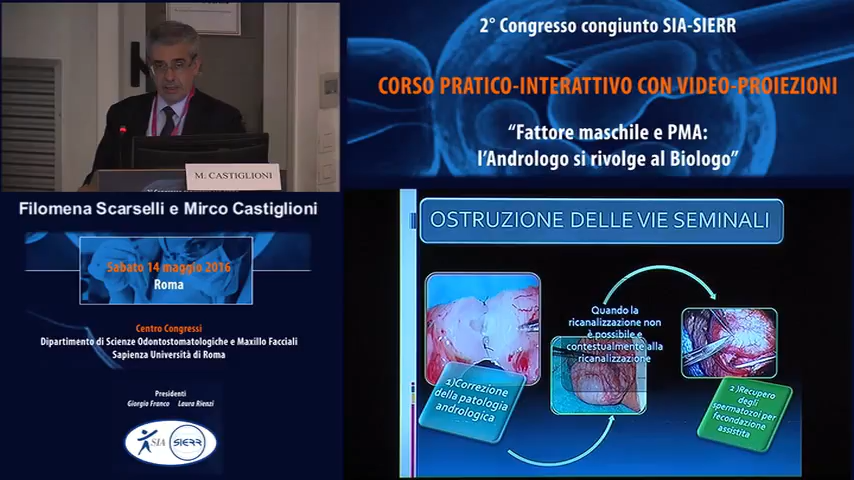 2° Congresso congiunto SIA-SIERR
CORSO PRATICO-INTERATTIVO CON VIDEO-PROIEZIONI
“Fattore maschile e PMA:
l’Andrologo si rivolge al Biologo”
M. CASTIGLIONI
Filomena Scarselli e Mirco Castiglioni
Sabato 14 maggio 2016
Roma
Centro Congressi
Dipartimento di Scienze Odontostomatologiche e Maxillo Facciali
Sapienza Università di Roma
Presidenti
Giorgio Franco Laura Rienzi
SIA
SIERR
OSTRUZIONE DELLE VIE SEMINALI
Quando la
ricanalizzazione non
è possibile e
contestualmente alla
ricanalizzazione
1)Correzione
della patologia
andrologica
2 )Recupero
degli
spermatozoi per
fecondazione
assistita